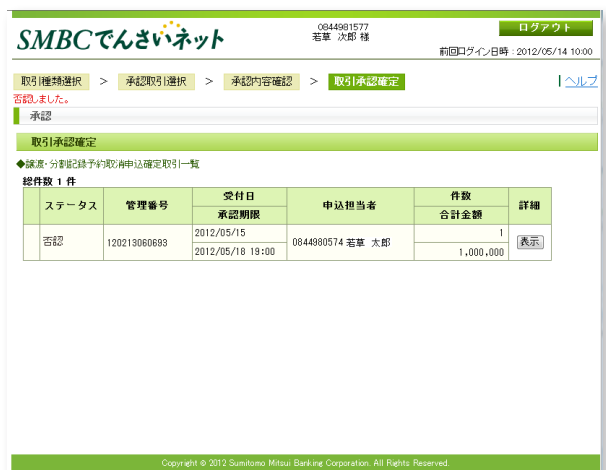 SMBCでんさいネット
0844981577
若草 次郎 様
ログアウト
前回ログイン日時：2012/05/14 10:00
取引種類選択 > 承認取引選択 > 承認内容確認 > 取引承認確定
ヘルプ
否認しました。
承認
取引承認確定
◆譲渡・分割記録予約取消申込確定取引一覧
総件数 1 件
ステータス 管理番号 受付日 申込担当者 件数 詳細
承認期限 合計金額
否認 120213060693 2012/05/15 0844980574 若草 太郎 1 表示
2012/05/18 19:00 1,000,000
Copyright © 2012 Sumitomo Mitsui Banking Corporation. All Rights Reserved.